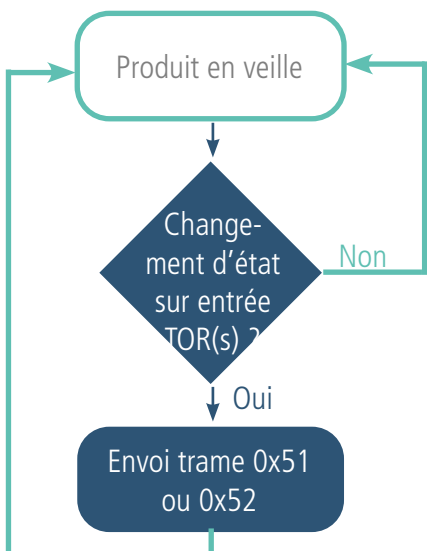 Produit en veille
Change-
ment d'état
sur entrée
TOR(s) ?
Non
Oui
Envoi trame 0x51
ou 0x52